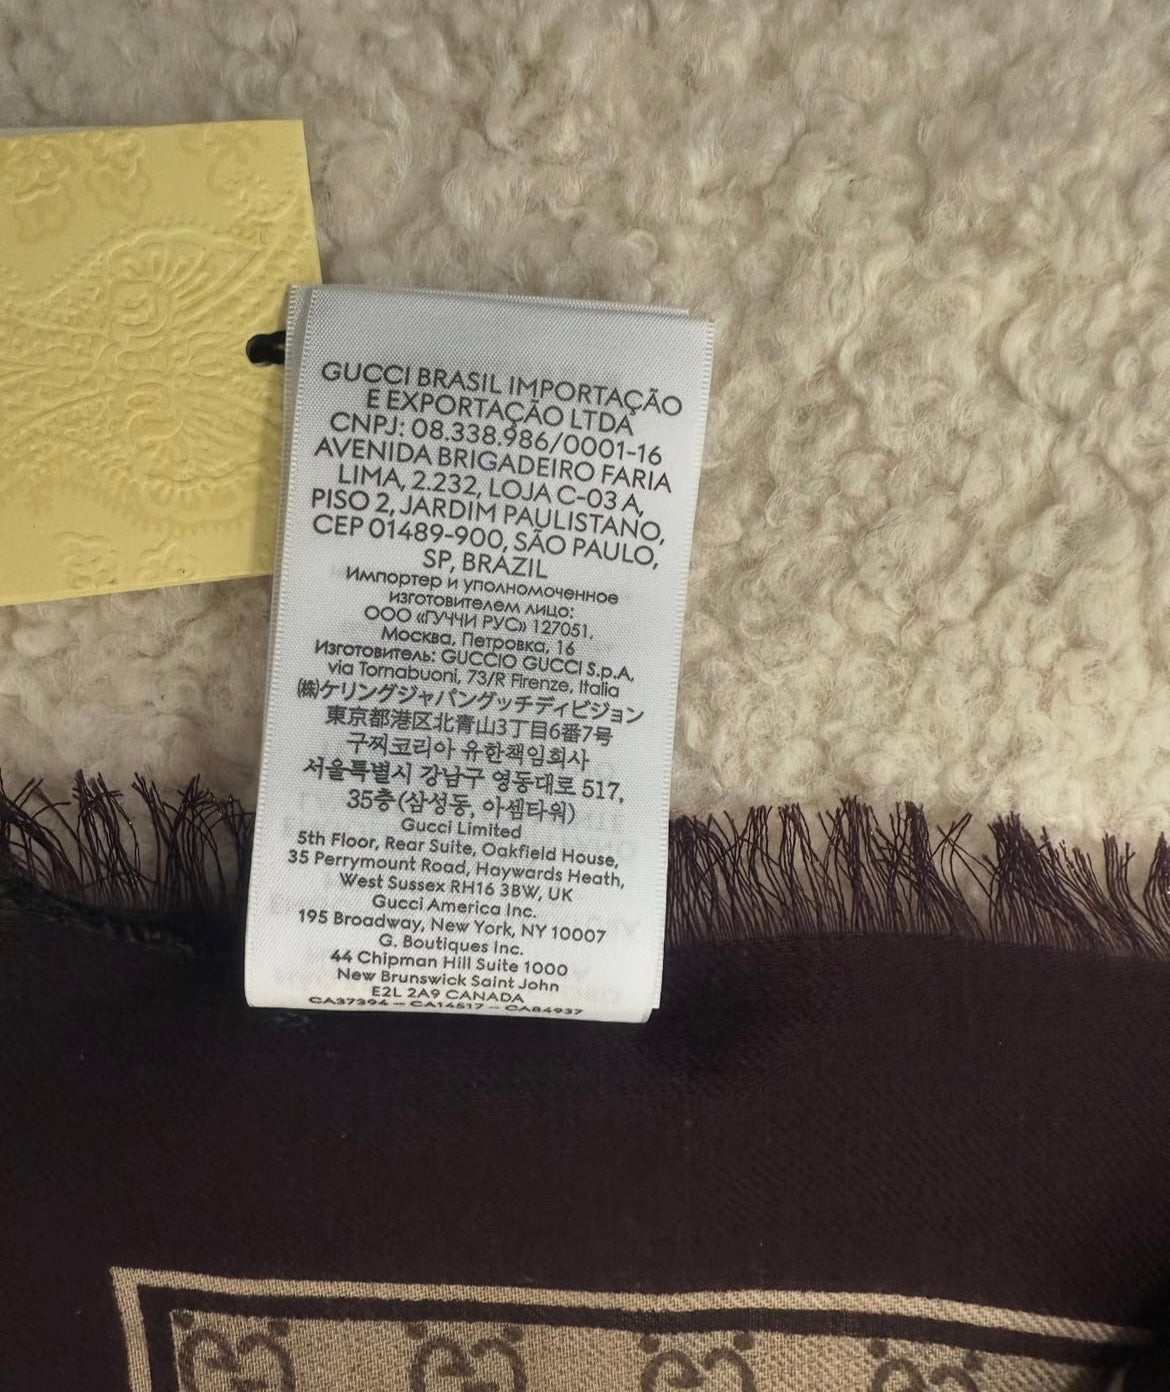 GUCCI BRASIL IMPORTAÇÃO
E EXPORTAÇÃO LTDA
CNPJ: 08.338.986/0001-16
AVENIDA BRIGADEIRO FARIA
LIMA, 2.232, LOJA C-03 A,
PISO 2, JARDIM PAULISTANO,
CEP 01489-900, SÃO PAULO,
SP, BRAZIL
Импортер и уполномоченное
изготовителем лицо:
ООО «ГУЧЧИ РУС» 127051,
Москва, Петровка, 16
Изготовитель: GUCCIO GUCCI S.p.A,
via Tornabuoni, 73/R Firenze, Italia
㈱ケリングジャパングッチディビジョン
東京都港区北青山3丁目6番7号
구찌코리아 유한책임회사
서울특별시 강남구 영동대로 517,
35층(삼성동, 아셈타워)
Gucci Limited
5th Floor, Rear Suite, Oakfield House,
35 Perrymount Road, Haywards Heath,
West Sussex RH16 3BW, UK
Gucci America Inc.
195 Broadway, New York, NY 10007
G. Boutiques Inc.
44 Chipman Hill Suite 1000
New Brunswick Saint John
E2L 2A9 CANADA
CA37394 – CA14517 – CA84937